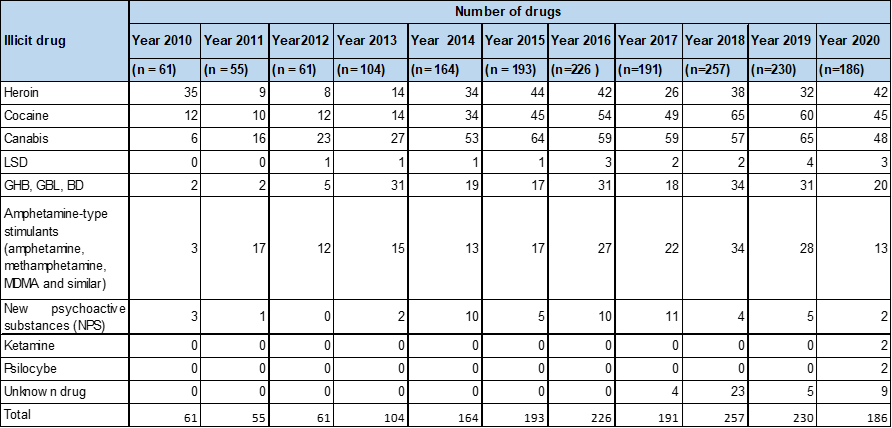 Number of drugs
Illicit drug Year 2010 Year 2011 Year2012 Year 2013 Year 2014 Year 2015 Year 2016 Year 2017 Year 2018 Year 2019 Year 2020
(n = 61) (n = 55) (n = 61) (n =104) (n =164) (n = 193) (n=226 ) (n=191) (n=257) (n=230) (n=186)
Heroin 35 9 8 14 34 44 42 26 38 32 42
Cocaine 12 10 12 14 34 45 54 49 65 60 45
Canabis 6 16 23 27 53 64 59 59 57 65 48
LSD 0 0 1 1 1 1 3 2 2 4 3
GHB, GBL, BD 2 2 5 31 19 17 31 18 34 31 20
Amphetamine-type
stimulants
(amphetamine, 3 17 12 15 13 17 27 22 34 28 13
methamphetamine,
MDMA and similar)
New psychoactive
substances (NPS) 3 1 0 2 10 5 10 11 4 5 2
Ketamine 0 0 0 0 0 0 0 0 0 0 2
Psilocybe 0 0 0 0 0 0 0 0 0 0 2
Unknow n drug 0 0 0 0 0 0 0 4 23 5 9
Total 61 55 61 104 164 193 226 191 257 230 186